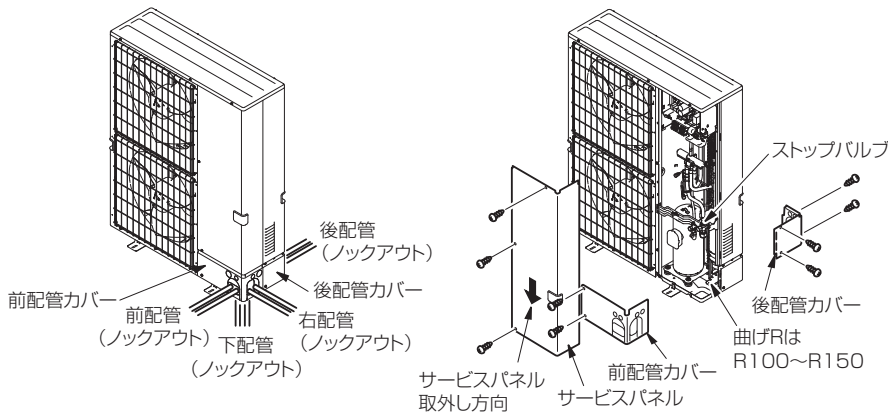 後配管
(ノックアウト)
前配管カバー
後配管カバー
前配管
(ノックアウト)
右配管
(ノックアウト)
下配管
(ノックアウト)
ストップバルブ
後配管カバー
曲げRは
R100～R150
前配管カバー
サービスパネル
取外し方向
サービスパネル